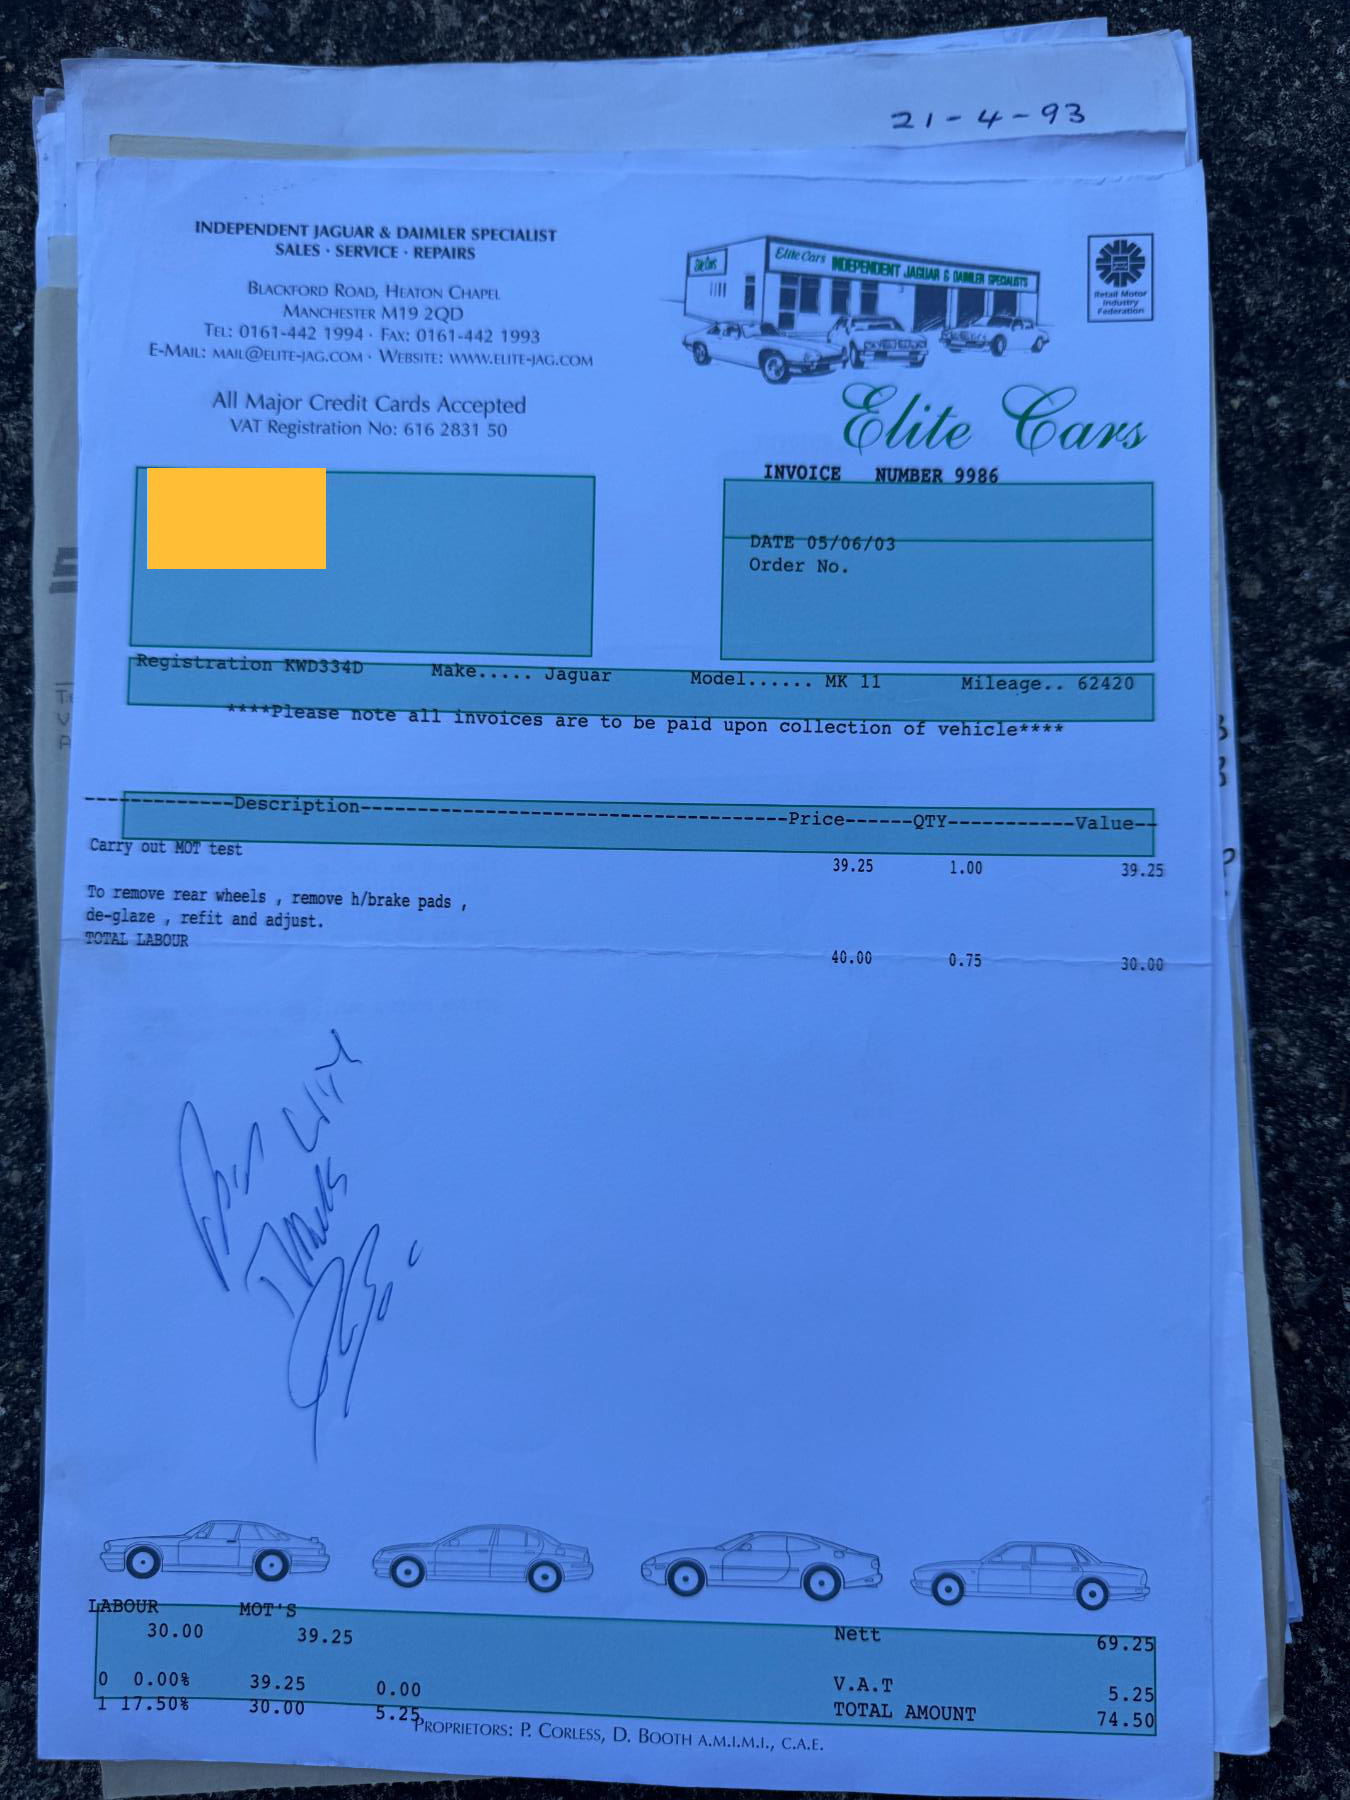 21-4-93
INDEPENDENT JAGUAR & DAIMLER SPECIALIST
SALES · SERVICE · REPAIRS
BLACKFORD ROAD, HEATON CHAPEL
MANCHESTER M19 2QD
TEL: 0161-442 1994 · FAX: 0161-442 1993
E-MAIL: MAIL@ELITE-JAG.COM · WEBSITE: WWW.ELITE-JAG.COM
All Major Credit Cards Accepted
VAT Registration No: 616 2831 50
Elite Cars
Elite Cars INDEPENDENT JAGUAR & DAIMLER SPECIALISTS
Retail Motor
Industry
Federation
Elite Cars
INVOICE NUMBER 9986
DATE 05/06/03
Order No.
Registration KWD334D Make..... Jaguar Model...... MK 11 Mileage.. 62420
****Please note all invoices are to be paid upon collection of vehicle****
-------------Description-------------------------------------Price------QTY-----------Value--
Carry out MOT test 39.25 1.00 39.25
To remove rear wheels , remove h/brake pads ,
de-glaze , refit and adjust.
TOTAL LABOUR 40.00 0.75 30.00
Thanks
LABOUR MOT'S
30.00 39.25 Nett 69.25
0 0.00% 39.25 0.00 V.A.T 5.25
1 17.50% 30.00 5.25 TOTAL AMOUNT 74.50
PROPRIETORS: P. CORLESS, D. BOOTH A.M.I.M.I., C.A.E.